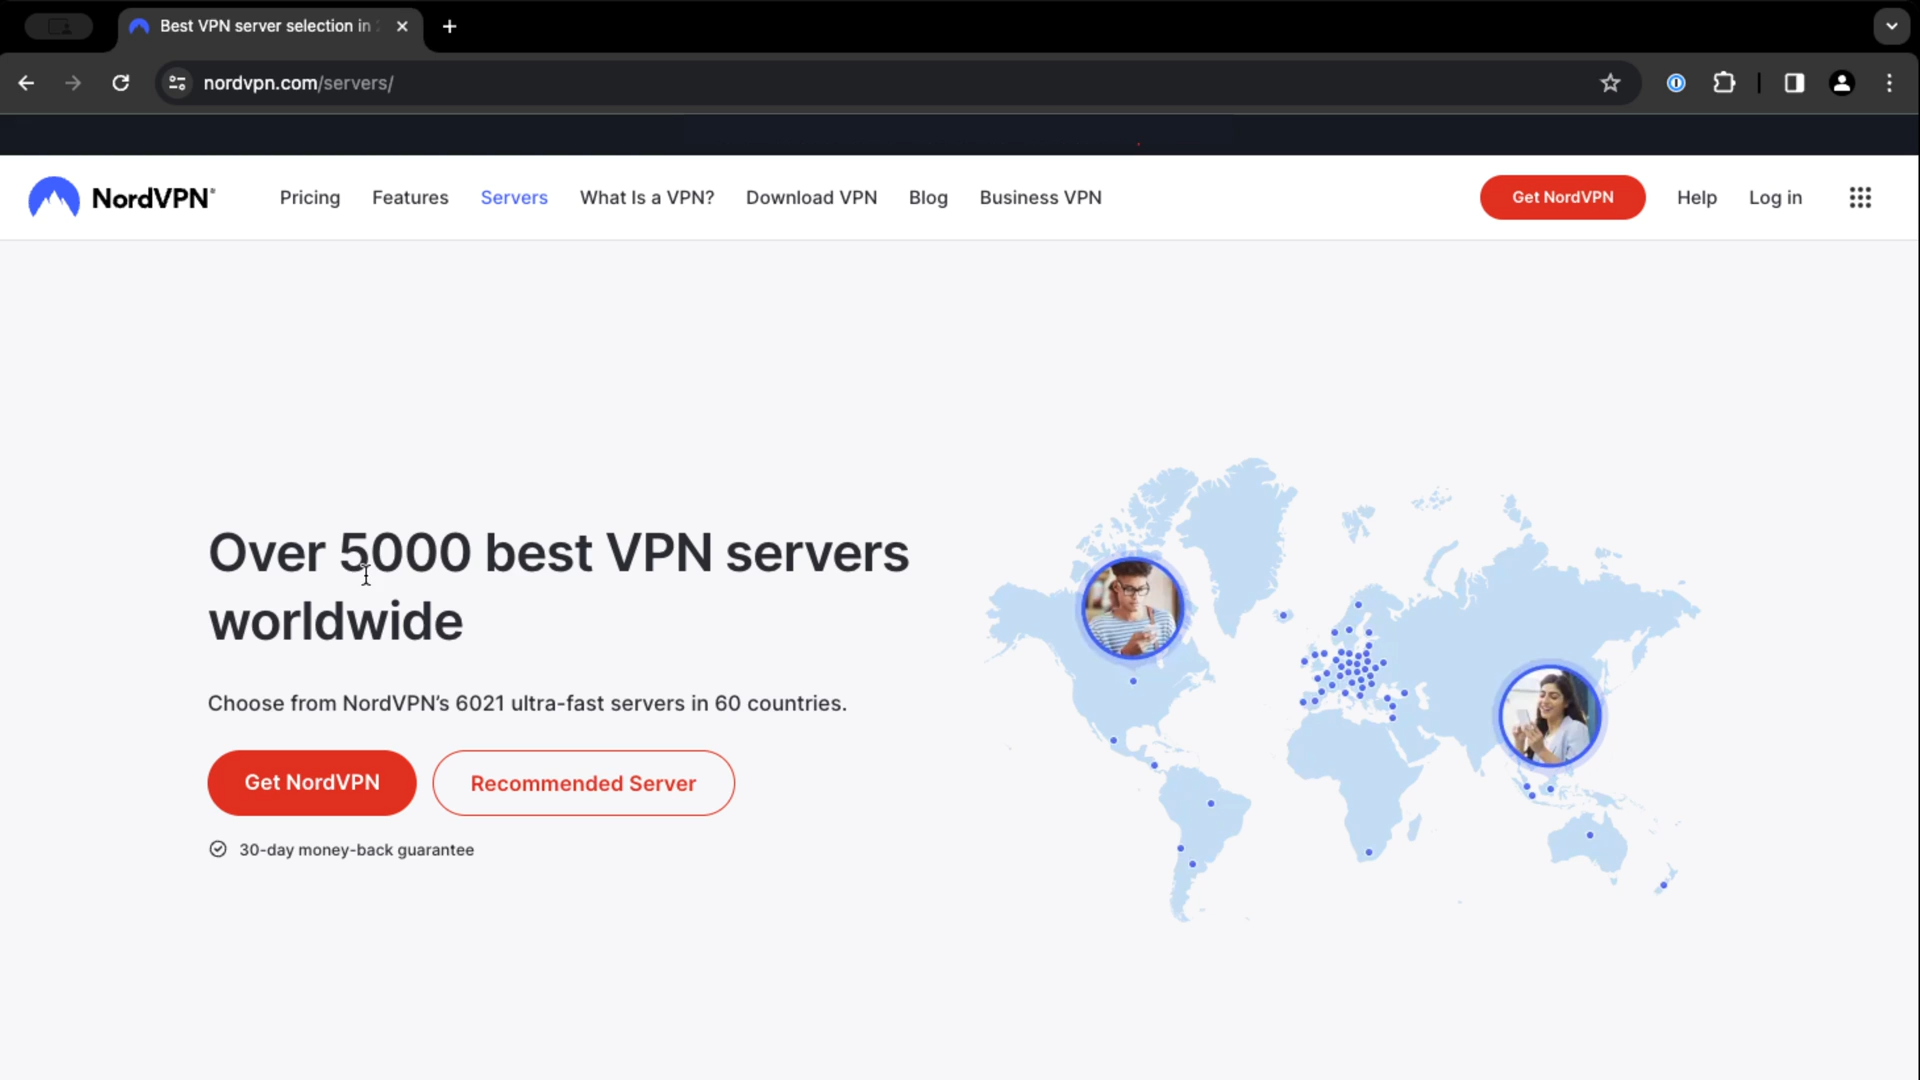 Best VPN server selection in
nordvpn.com/servers/
NordVPN®
Pricing
Features
Servers
What Is a VPN?
Download VPN
Blog
Business VPN
Get NordVPN
Help
Log in
Over 5000 best VPN servers
worldwide
Choose from NordVPN’s 6021 ultra-fast servers in 60 countries.
Get NordVPN
Recommended Server
30-day money-back guarantee